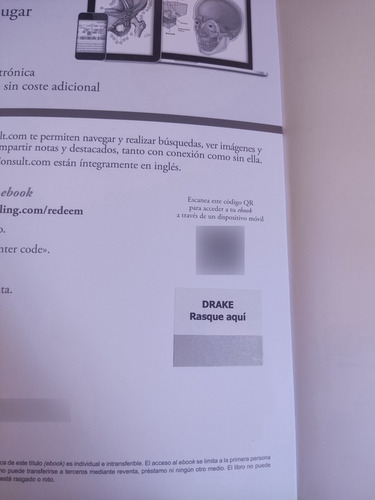 ugar
trónica
sin coste adicional
lt.com te permiten navegar y realizar búsquedas, ver imágenes y
mpartir notas y destacados, tanto con conexión como sin ella.
onsult.com están íntegramente en inglés.
ebook
ling.com/redeem
Escanea este código QR
para acceder a tu ebook
a través de un dispositivo móvil
o.
nter code».
ta.
DRAKE
Rasque aquí
ca de este título (ebook) es individual e intransferible. El acceso al ebook se limita a la primera persona
no puede transferirse a terceros mediante reventa, préstamo ni ningún otro medio. El libro no puede
está rasgado o roto.